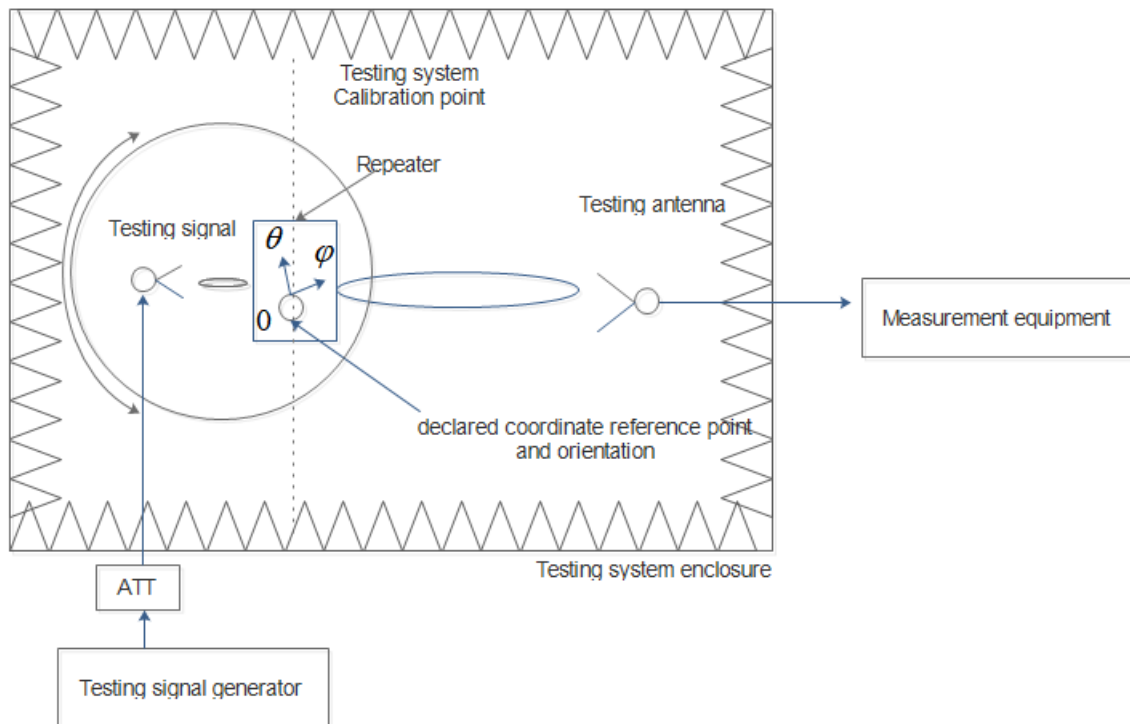 Testing system
Calibration point
Repeater
Testing signal
Testing antenna
θ
φ
0
Measurement equipment
declared coordinate reference point
and orientation
Testing system enclosure
ATT
Testing signal generator